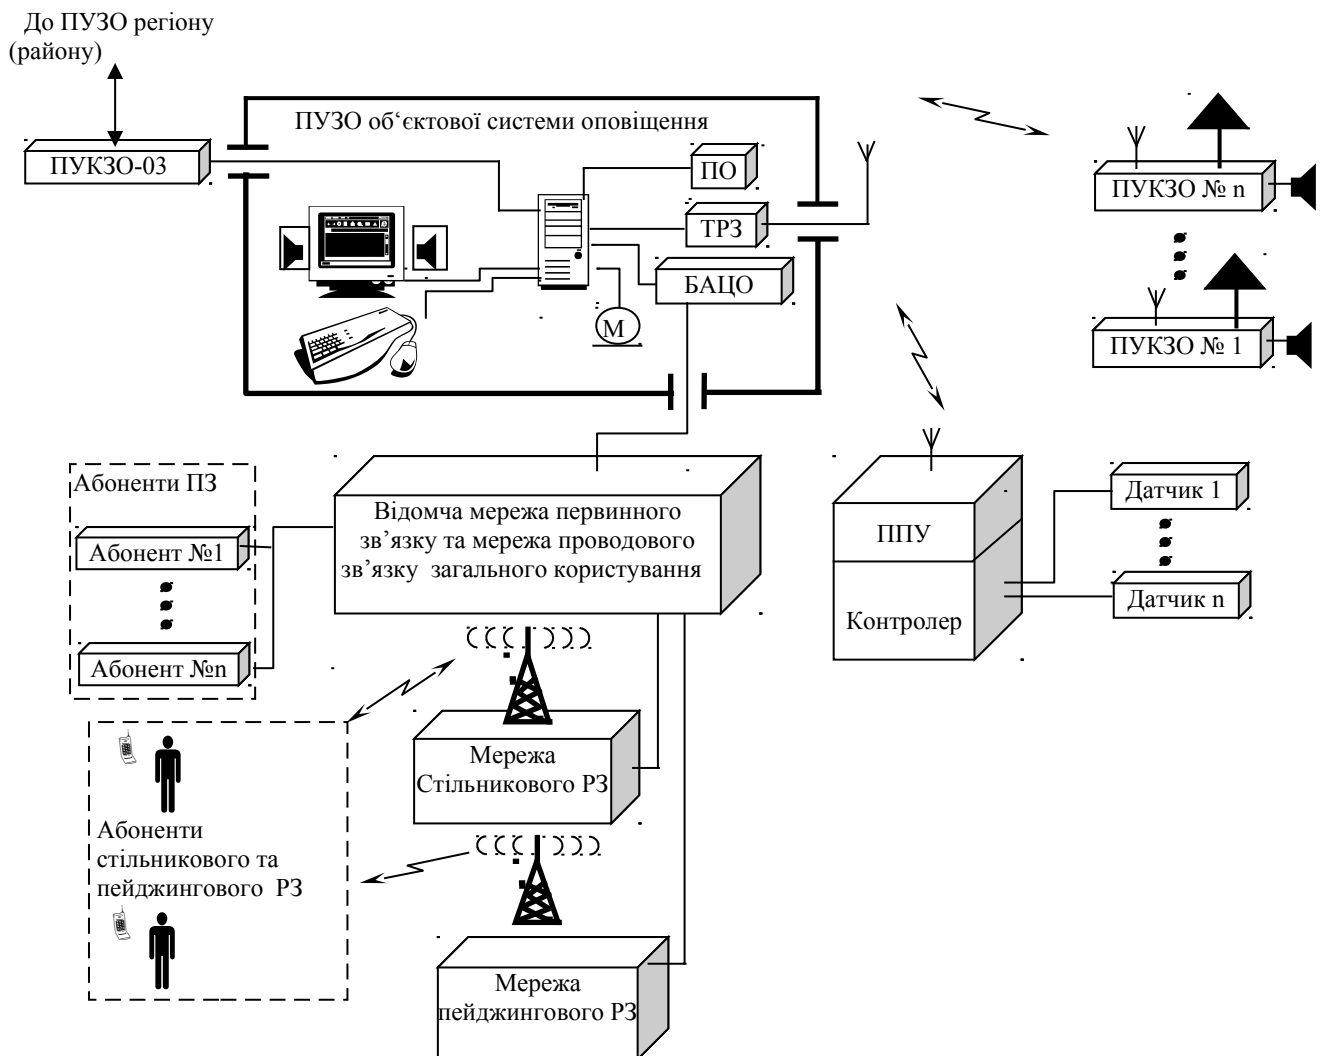 До ПУЗО регіону
(району)
ПУЗО об‘єктової системи оповіщення
ПУКЗО-03
ПО
ТРЗ
БАЦО
М
ПУКЗО № n
ПУКЗО № 1
Абоненти ПЗ
Абонент №1
Абонент №n
Відомча мережа первинного
зв’язку та мережа проводового
зв’язку загального користування
ППУ
Контролер
Датчик 1
Датчик n
Мережа
Стільникового РЗ
Абоненти
стільникового та
пейджингового РЗ
Мережа
пейджингового РЗ